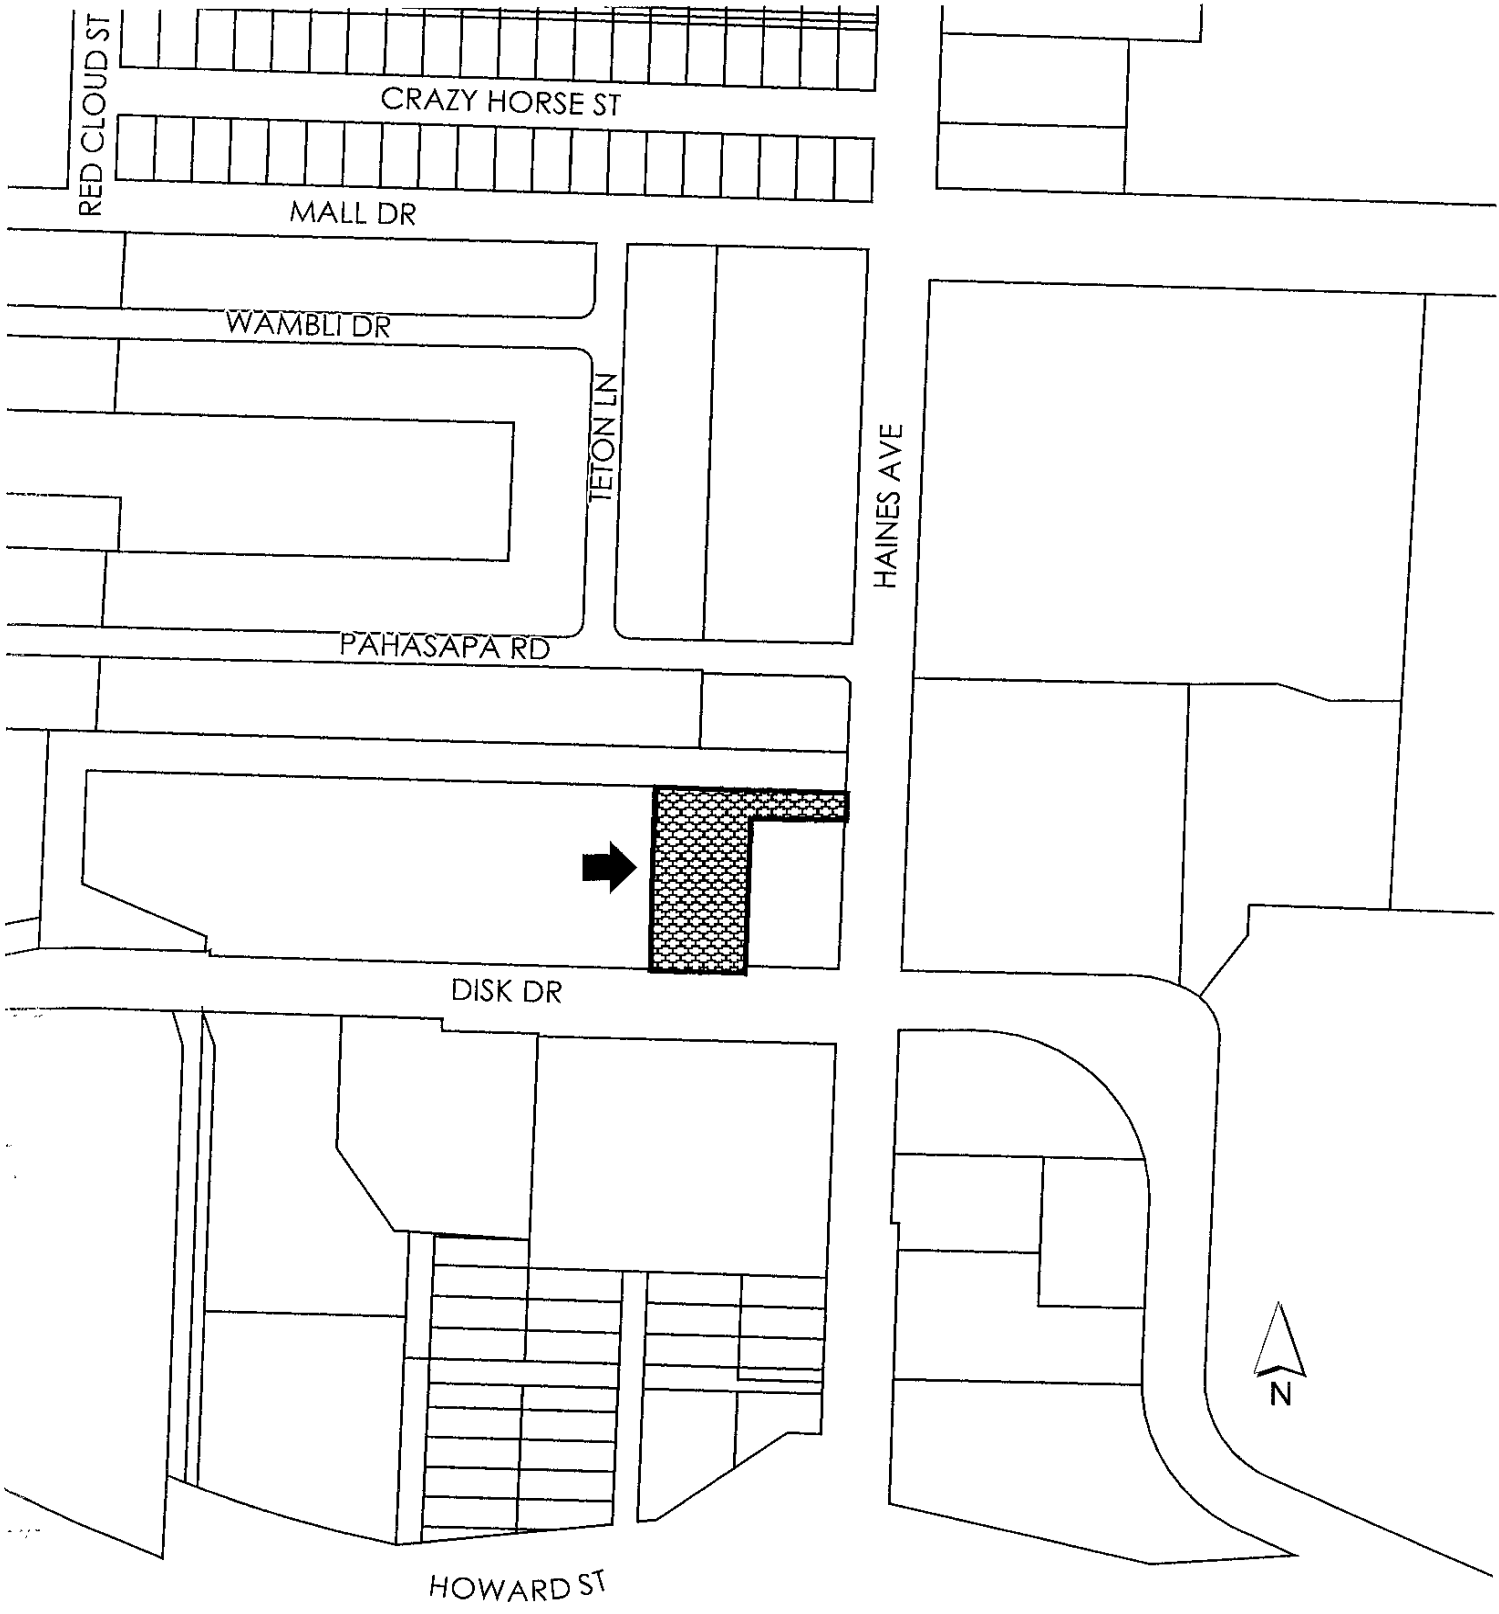 RED CLOUD ST
CRAZY HORSE ST
MALL DR
WAMBLI DR
TETON LN
HAINES AVE
PAHASAPA RD
DISK DR
N
HOWARD ST